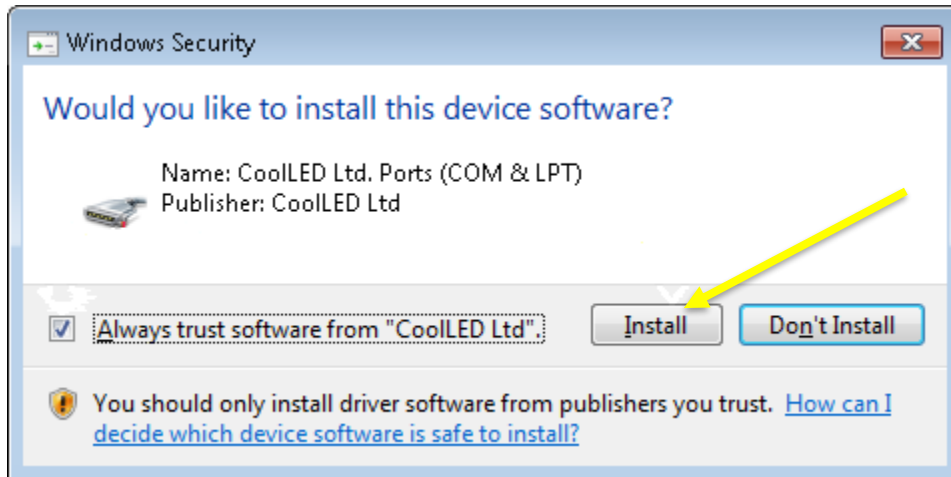 Windows Security
Would you like to install this device software?
Name: CoolLED Ltd. Ports (COM & LPT)
Publisher: CoolLED Ltd
Always trust software from "CoolLED Ltd".
Install
Don't Install
You should only install driver software from publishers you trust. How can I
decide which device software is safe to install?